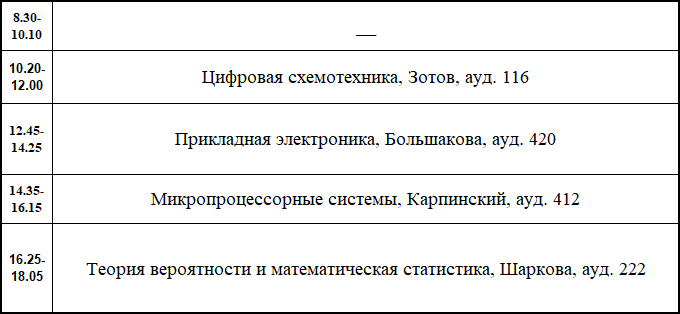 8.30-
10.10
—
10.20-
12.00
Цифровая схемотехника, Зотов, ауд. 116
12.45-
14.25
Прикладная электроника, Большакова, ауд. 420
14.35-
16.15
Микропроцессорные системы, Карпинский, ауд. 412
16.25-
18.05
Теория вероятности и математическая статистика, Шаркова, ауд. 222